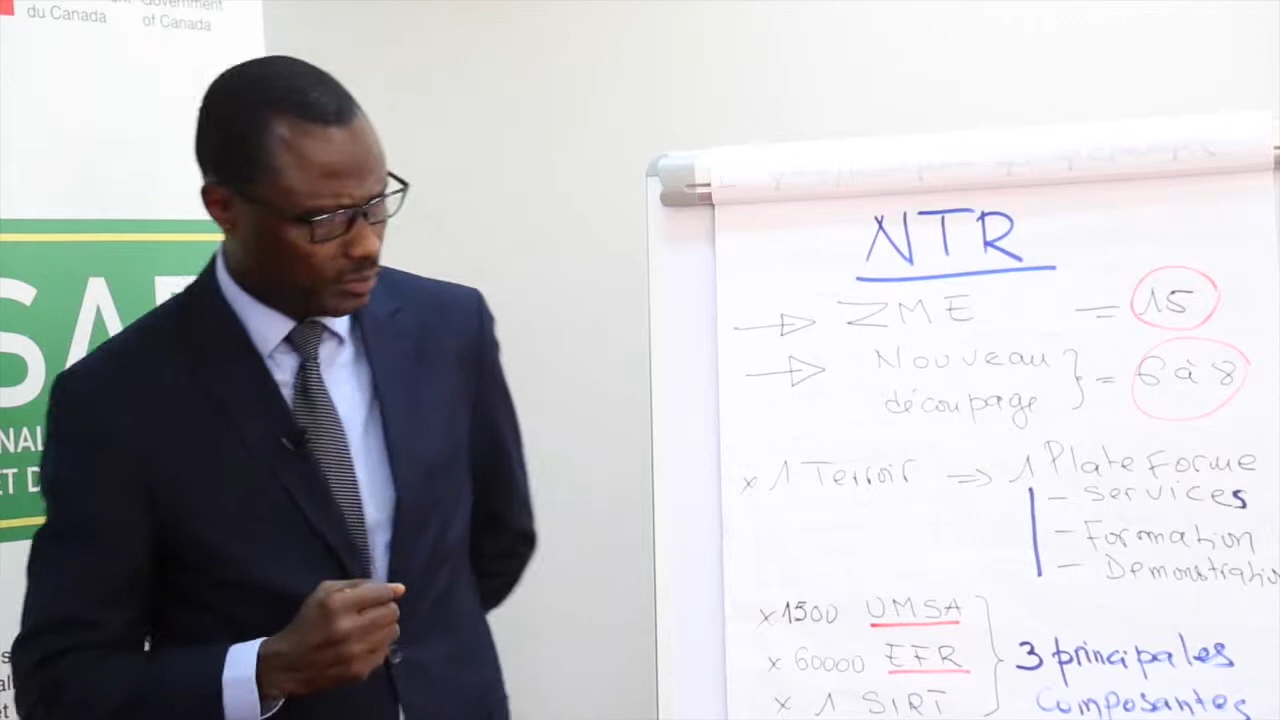 du Canada
Government
of Canada
SA
NAL
ET D
NTR
→ ZME = 15
→ Nouveau
découpage } = 6 à 8
x 1 Terroir ⇒ 1 Plate Forme
- services
- Formation
- Demonstratio
x 1500 UMSA
x 60000 EFR
x 1 SIRT
3 principales
composantes